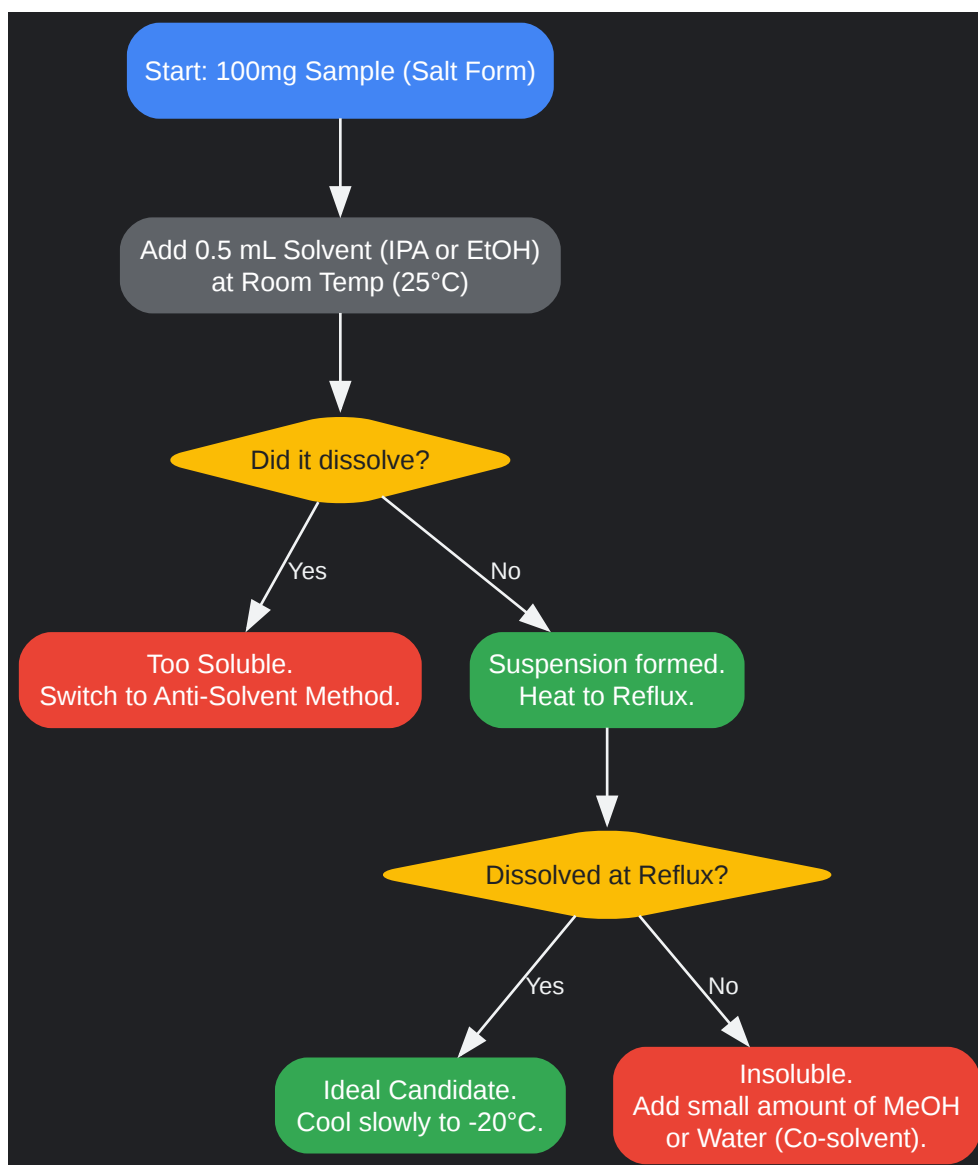 Start: 100mg Sample (Salt Form)
Add 0.5 mL Solvent (IPA or EtOH)
at Room Temp (25°C)
Did it dissolve?
Yes
No
Too Soluble.
Switch to Anti-Solvent Method.
Suspension formed.
Heat to Reflux.
Dissolved at Reflux?
Yes
No
Ideal Candidate.
Cool slowly to -20°C.
Insoluble.
Add small amount of MeOH
or Water (Co-solvent).